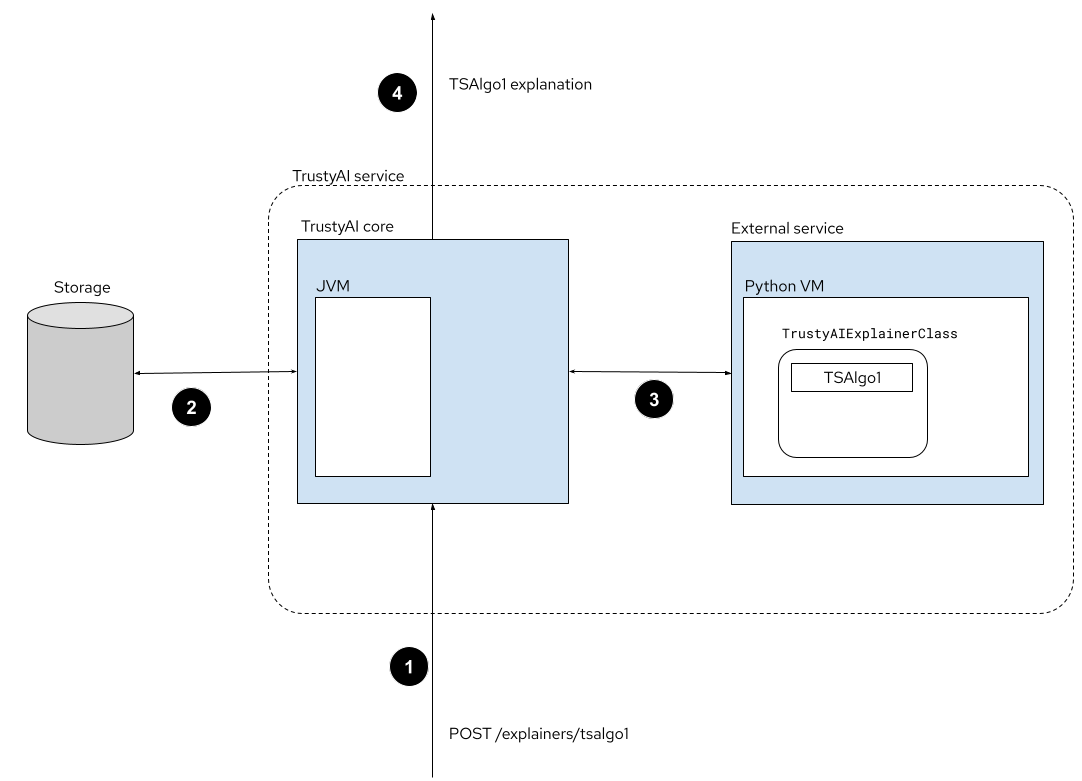 4
TSAlgo1 explanation
TrustyAI service
TrustyAI core
External service
Storage
JVM
Python VM
TrustyAIExplainerClass
TSAlgo1
2
3
1
POST /explainers/tsalgo1